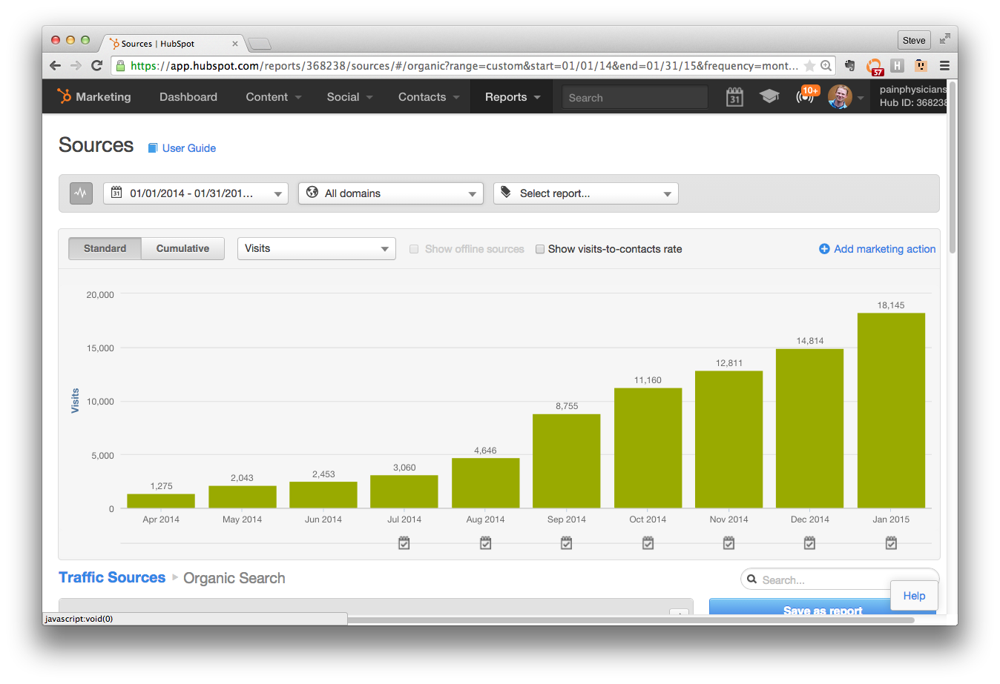 Sources | HubSpot
Steve
https://app.hubspot.com/reports/368238/sources/#/organic?range=custom&start=01/01/14&end=01/31/15&frequency=mont...
57
H
Marketing
Dashboard
Content
Social
Contacts
Reports
Search
31
10+
painphysicians
Hub ID: 368238
Sources
User Guide
31
01/01/2014 - 01/31/201...
All domains
Select report...
Standard
Cumulative
Visits
Show offline sources
Show visits-to-contacts rate
Add marketing action
Visits
20,000
15,000
10,000
5,000
0
1,275
2,043
2,453
3,060
4,646
8,755
11,160
12,811
14,814
18,145
Apr 2014
May 2014
Jun 2014
Jul 2014
Aug 2014
Sep 2014
Oct 2014
Nov 2014
Dec 2014
Jan 2015
Traffic Sources
Organic Search
Search...
Help
Save as report
javascript:void(0)